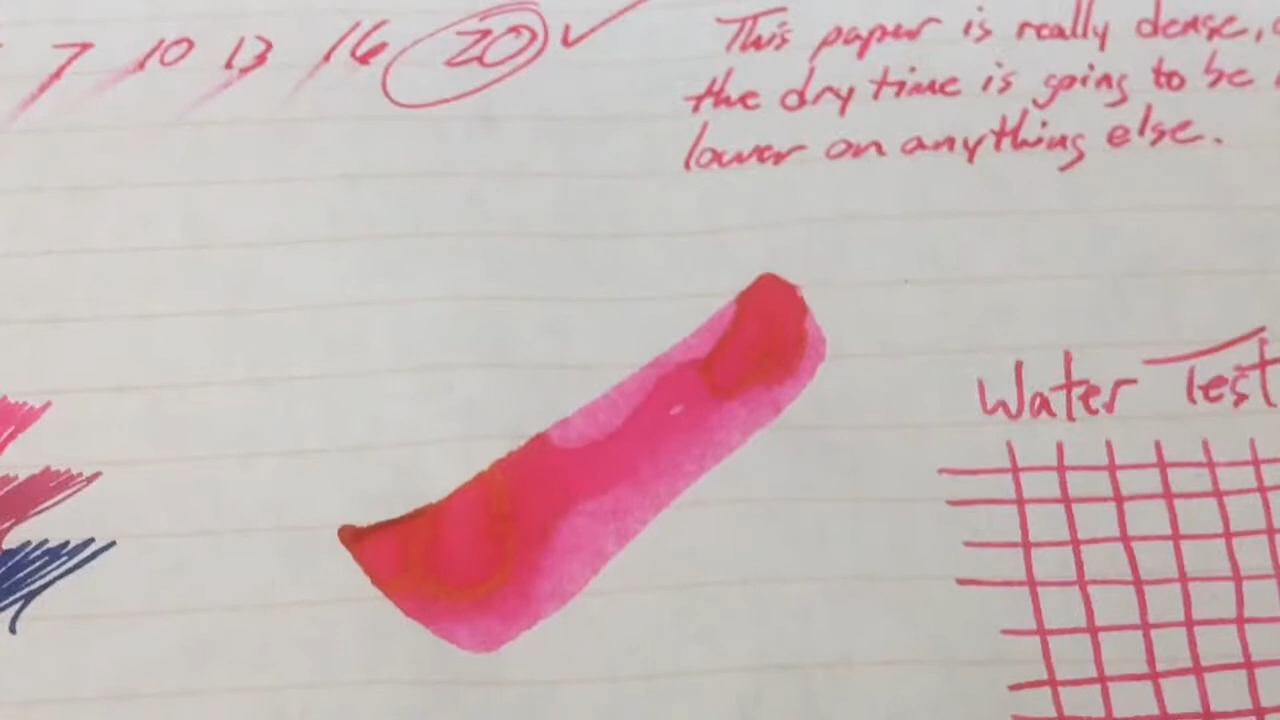 7 10 13 16 20 ✓
This paper is really dense,
the dry time is going to be
lower on anything else.
Water Test